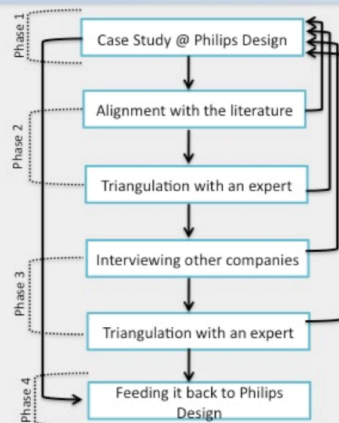 Phase 1
Case Study @ Philips Design
Phase 2
Alignment with the literature
Triangulation with an expert
Phase 3
Interviewing other companies
Triangulation with an expert
Phase 4
Feeding it back to Philips
Design